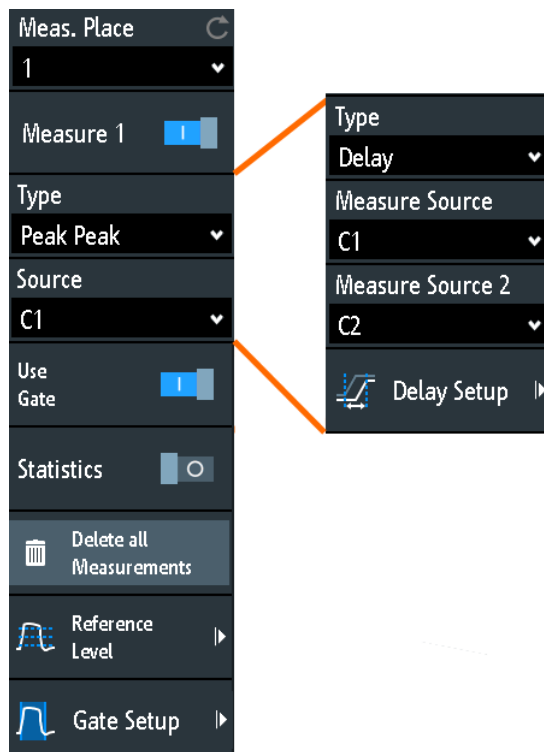 Meas. Place
1
Measure 1
Type
Peak Peak
Source
C1
Use
Gate
Statistics
Delete all
Measurements
Reference
Level
Gate Setup
Type
Delay
Measure Source
C1
Measure Source 2
C2
Delay Setup